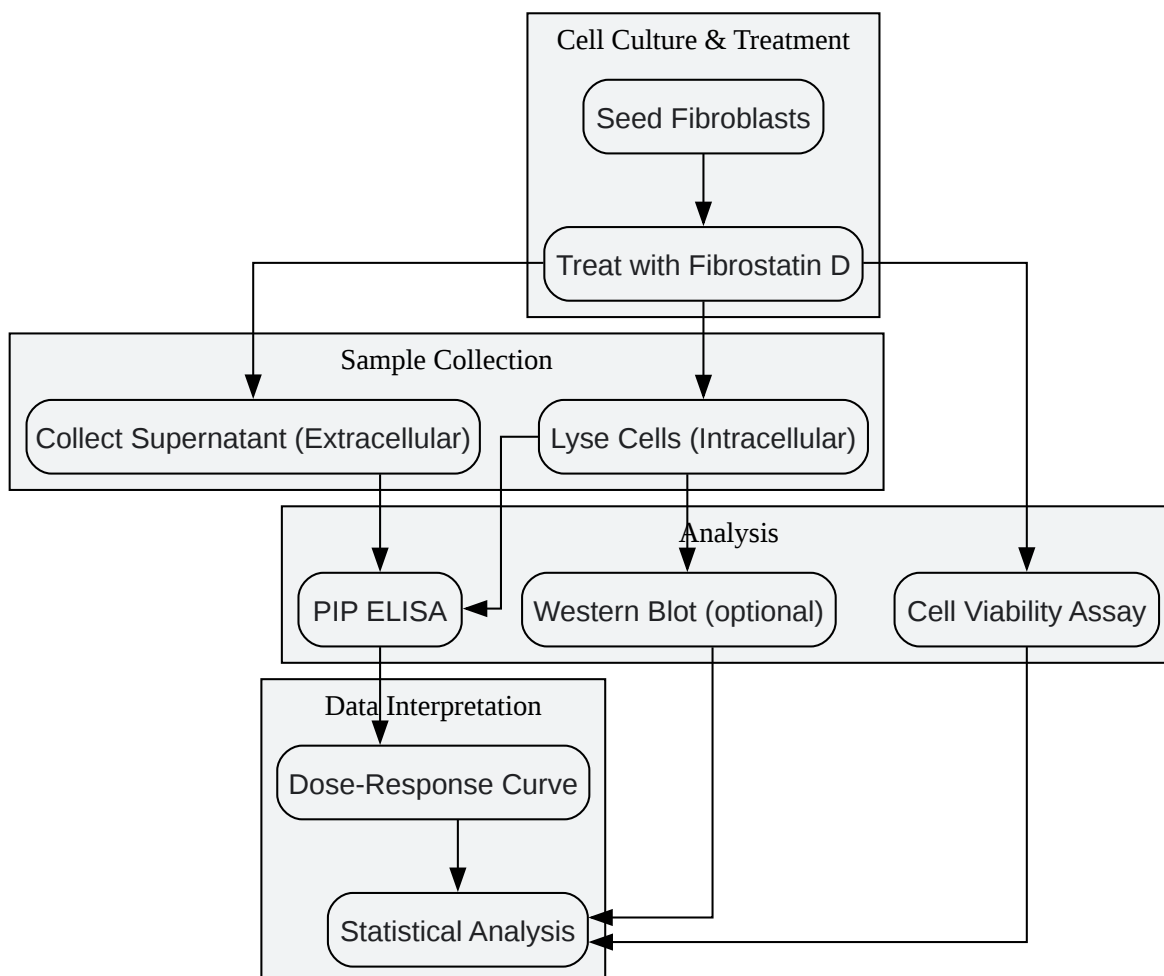 Cell Culture & Treatment
Seed Fibroblasts
Treat with Fibrostatin D
Sample Collection
Collect Supernatant (Extracellular)
Lyse Cells (Intracellular)
Analysis
PIP ELISA
Western Blot (optional)
Cell Viability Assay
Data Interpretation
Dose-Response Curve
Statistical Analysis